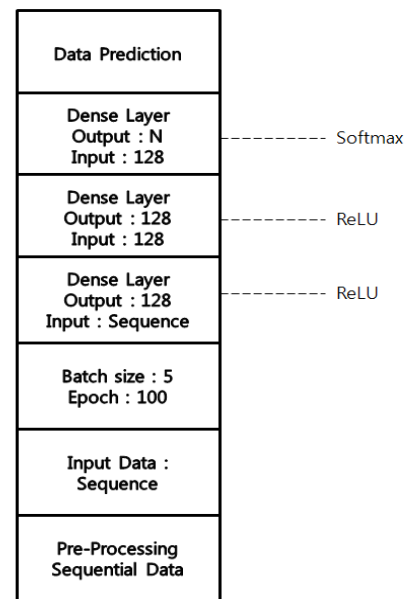 Data Prediction
Dense Layer
Output : N
Input : 128
Softmax
Dense Layer
Output : 128
Input : 128
ReLU
Dense Layer
Output : 128
Input : Sequence
ReLU
Batch size : 5
Epoch : 100
Input Data :
Sequence
Pre-Processing
Sequential Data